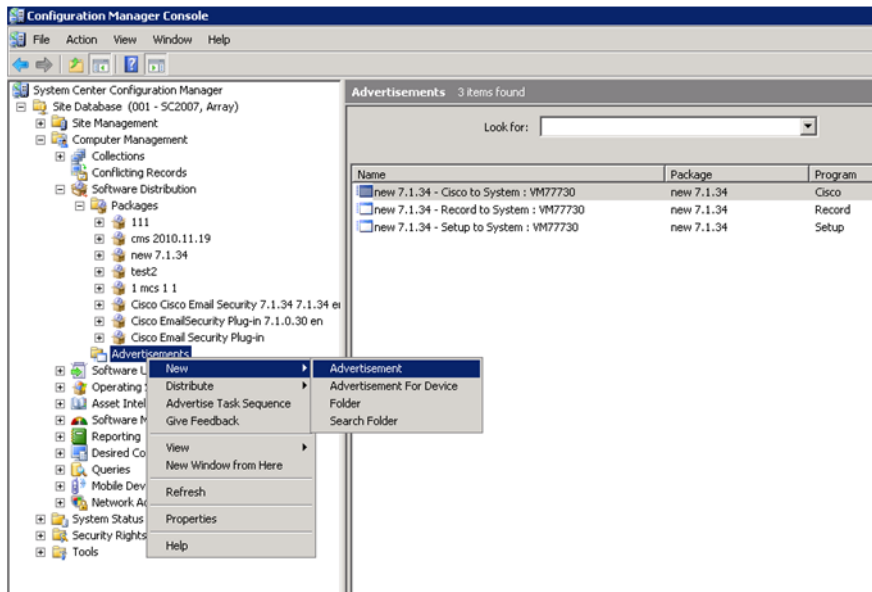 Configuration Manager Console
File Action View Window Help
System Center Configuration Manager
Site Database (001 - SC2007, Array)
Site Management
Computer Management
Collections
Conflicting Records
Software Distribution
Packages
111
cms 2010.11.19
new 7.1.34
test2
1 mcs 1 1
Cisco Cisco Email Security 7.1.34 7.1.34 en
Cisco EmailSecurity Plug-in 7.1.0.30 en
Cisco Email Security Plug-in
Advertisements
Software L
Operating
Asset Intel
Software M
Reporting
Desired Co
Queries
Mobile Dev
Network Ac
System Status
Security Rights
Tools
New
Distribute
Advertise Task Sequence
Give Feedback
View
New Window from Here
Refresh
Properties
Help
Advertisement
Advertisement For Device
Folder
Search Folder
Advertisements 3 items found
Look for:
Name Package Program
new 7.1.34 - Cisco to System : VM77730 new 7.1.34 Cisco
new 7.1.34 - Record to System : VM77730 new 7.1.34 Record
new 7.1.34 - Setup to System : VM77730 new 7.1.34 Setup